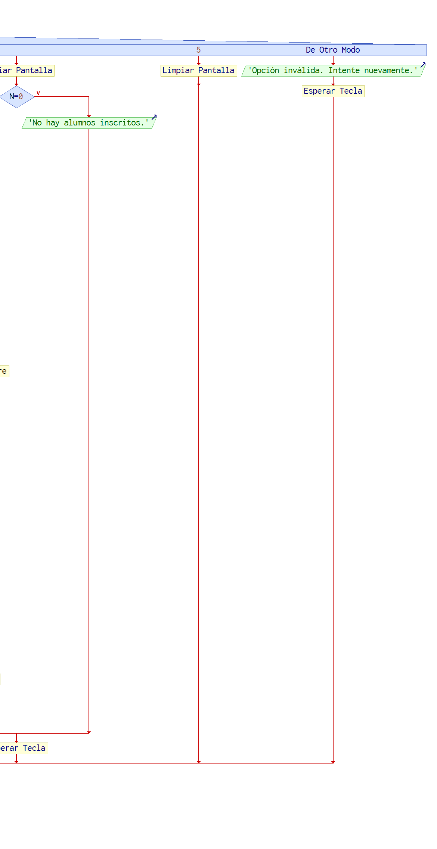 5 De Otro Modo
iar Pantalla Limpiar Pantalla 'Opción inválida. Intente nuevamente.'
N=0 V Esperar Tecla
'No hay alumnos inscritos.'
re
erar Tecla